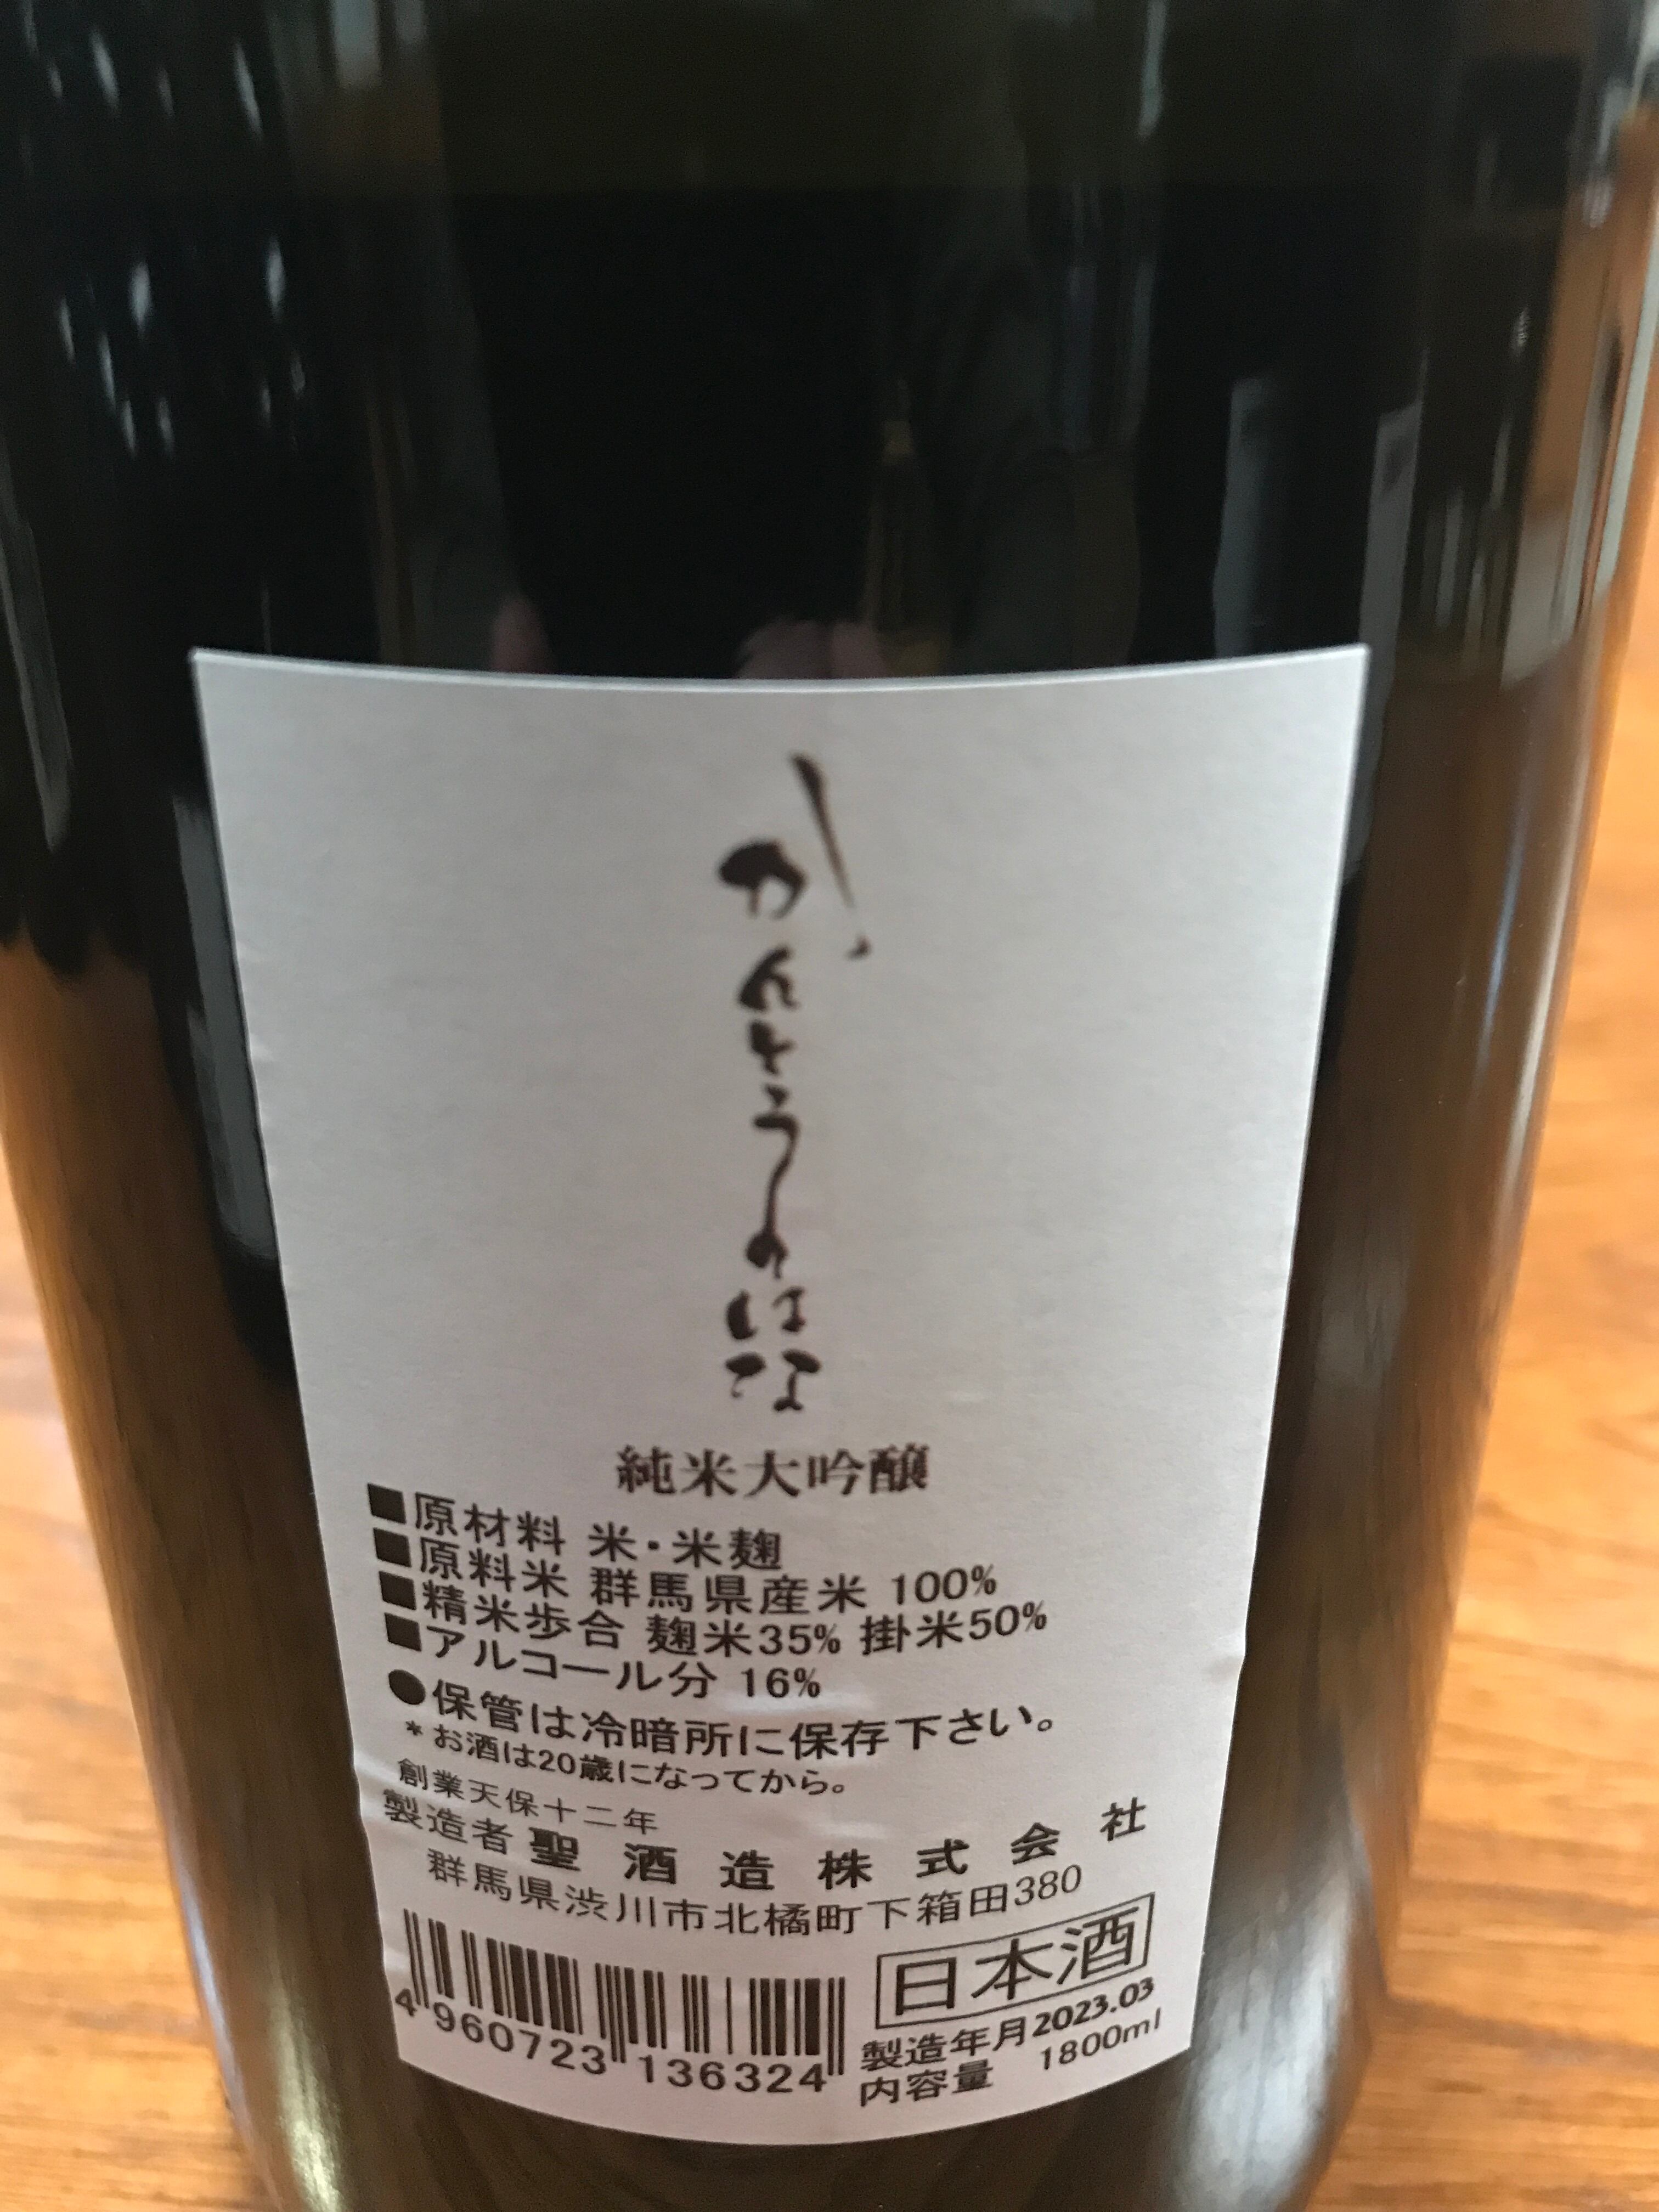 かんとうのはな
純米大吟醸
■原材料 米・米麹
■原料米 群馬県産米 100%
■精米歩合 麹米35% 掛米50%
■アルコール分 16%
●保管は冷暗所に保存下さい。
*お酒は20歳になってから。
創業天保十二年
製造者 聖酒造株式会社
群馬県渋川市北橘町下箱田380
日本酒
製造年月2023.03
内容量 1800ml
4 960723 136324